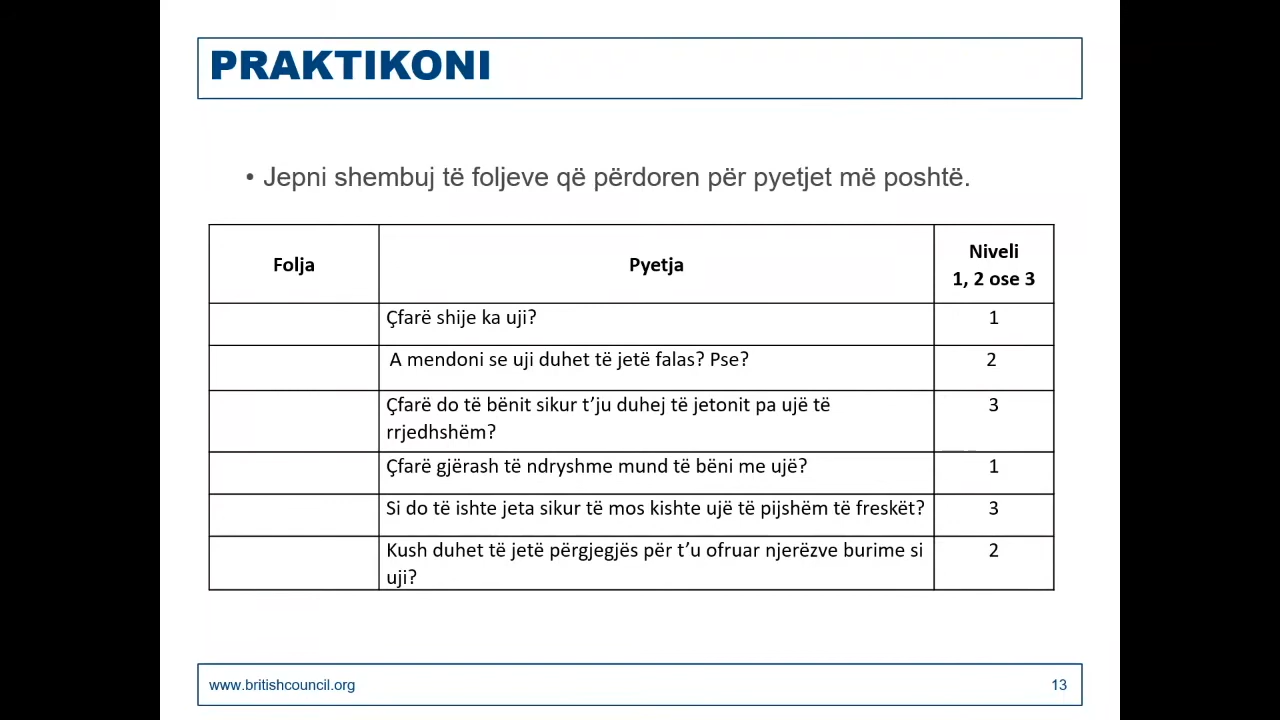 PRAKTIKONI
• Jepni shembuj të foljeve që përdoren për pyetjet më poshtë.
Folja Pyetja Niveli
1, 2 ose 3
Çfarë shije ka uji? 1
A mendoni se uji duhet të jetë falas? Pse? 2
Çfarë do të bënit sikur t’ju duhej të jetonit pa ujë të 3
rrjedhshëm?
Çfarë gjërash të ndryshme mund të bëni me ujë? 1
Si do të ishte jeta sikur të mos kishte ujë të pijshëm të freskët? 3
Kush duhet të jetë përgjegjës për t’u ofruar njerëzve burime si 2
uji?
www.britishcouncil.org 13